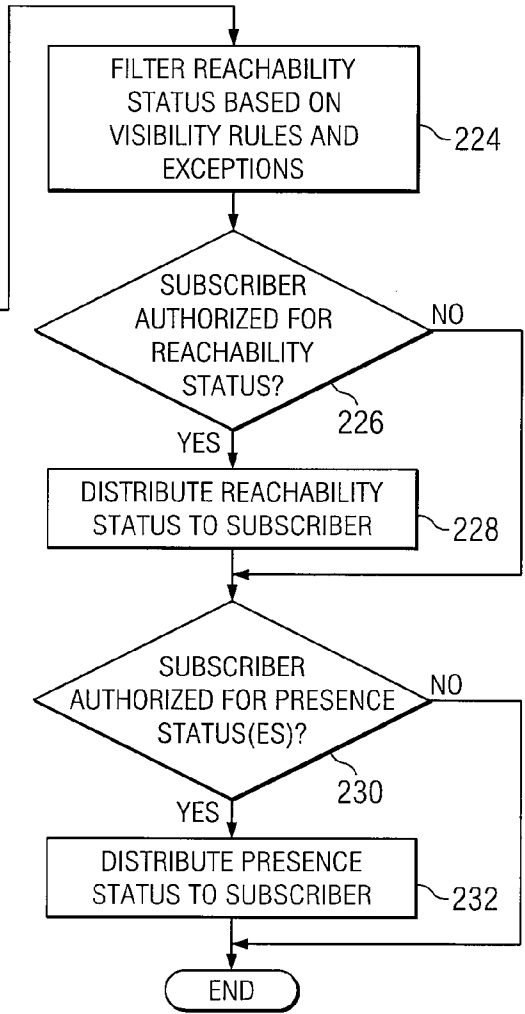 FILTER REACHABILITY
STATUS BASED ON
VISIBILITY RULES AND
EXCEPTIONS
224
SUBSCRIBER
AUTHORIZED FOR
REACHABILITY
STATUS?
NO
226
YES
DISTRIBUTE REACHABILITY
STATUS TO SUBSCRIBER
228
SUBSCRIBER
AUTHORIZED FOR PRESENCE
STATUS(ES)?
NO
230
YES
DISTRIBUTE PRESENCE
STATUS TO SUBSCRIBER
232
END